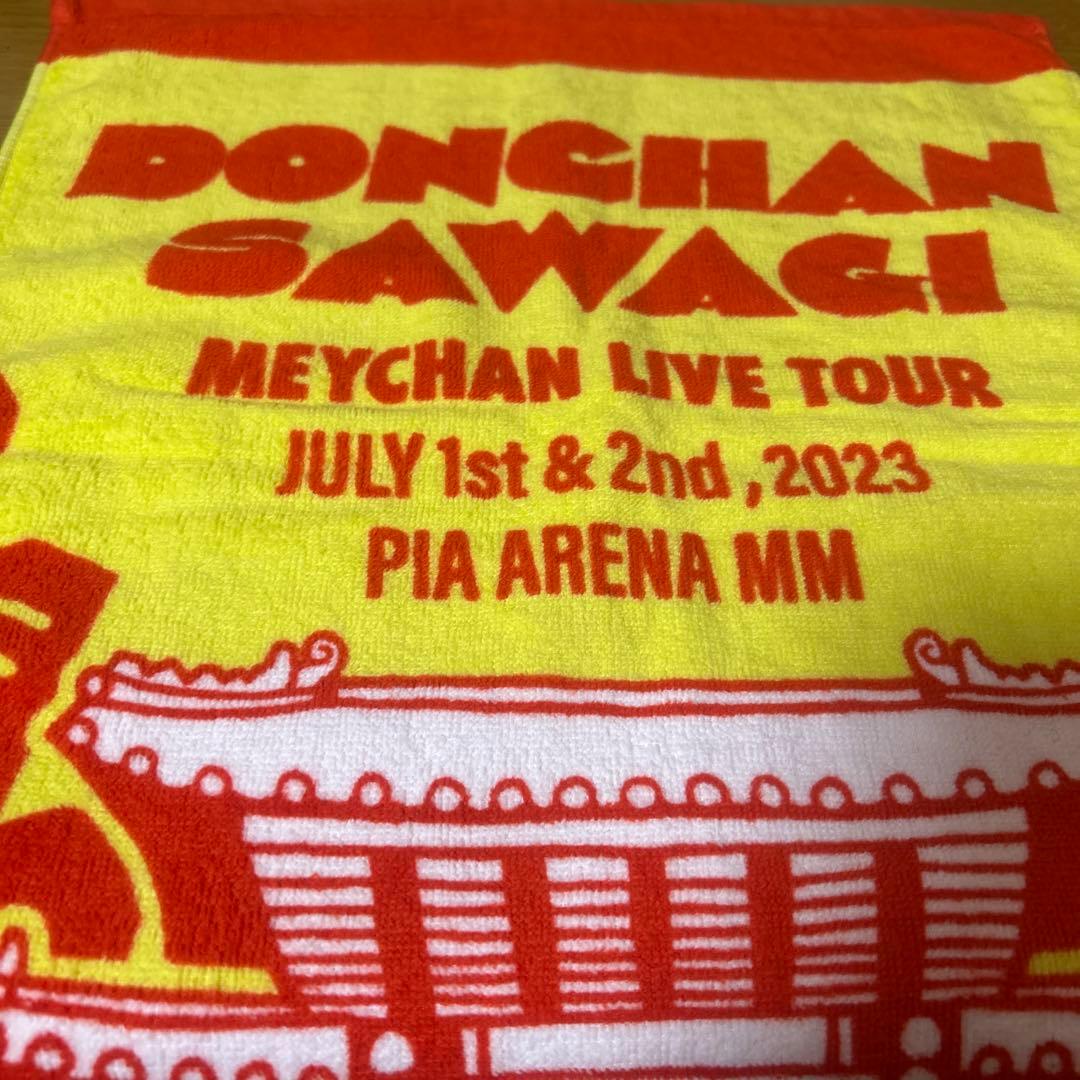 DONCHAN
SAWAGI
MEYCHAN LIVE TOUR
JULY 1st & 2nd , 2023
PIA ARENA MM